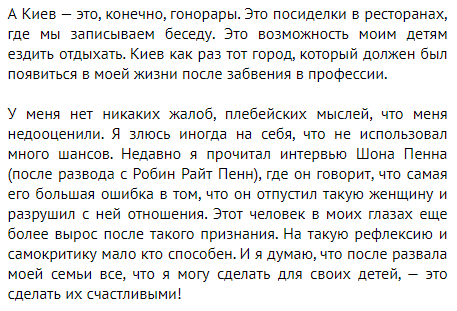 А Киев — это, конечно, гонорары. Это посиделки в ресторанах,
где мы записываем беседу. Это возможность моим детям
ездить отдыхать. Киев как раз тот город, который должен был
появиться в моей жизни после забвения в профессии.
У меня нет никаких жалоб, плебейских мыслей, что меня
недооценили. Я злюсь иногда на себя, что не использовал
много шансов. Недавно я прочитал интервью Шона Пенна
(после развода с Робин Райт Пенн), где он говорит, что самая
его большая ошибка в том, что он отпустил такую женщину и
разрушил с ней отношения. Этот человек в моих глазах еще
более вырос после такого признания. На такую рефлексию и
самокритику мало кто способен. И я думаю, что после развала
моей семьи все, что я могу сделать для своих детей, — это
сделать их счастливыми!